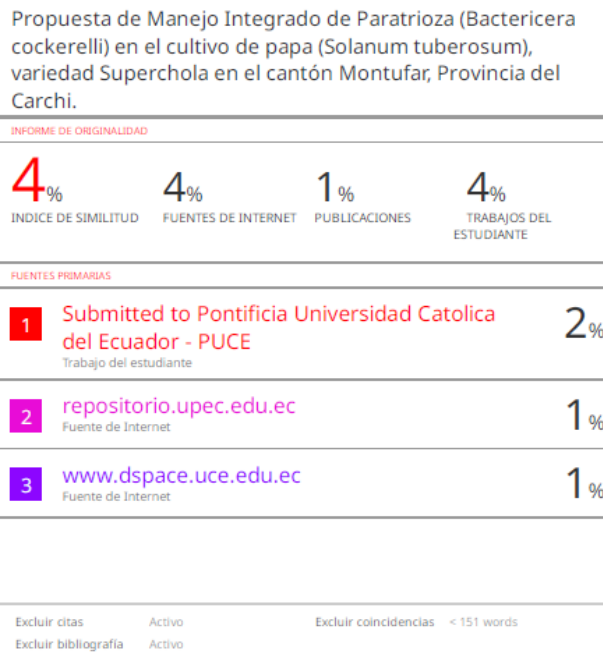 Propuesta de Manejo Integrado de Paratrioza (Bactericera
cockerelli) en el cultivo de papa (Solanum tuberosum),
variedad Superchola en el cantón Montufar, Provincia del
Carchi.
INFORME DE ORIGINALIDAD
4% 4% 1% 4%
INDICE DE SIMILITUD FUENTES DE INTERNET PUBLICACIONES TRABAJOS DEL
ESTUDIANTE
FUENTES PRIMARIAS
1 Submitted to Pontificia Universidad Catolica 2%
del Ecuador - PUCE
Trabajo del estudiante
2 repositorio.upec.edu.ec 1%
Fuente de Internet
3 www.dspace.uce.edu.ec 1%
Fuente de Internet
Excluir citas Activo Excluir coincidencias < 151 words
Excluir bibliografía Activo